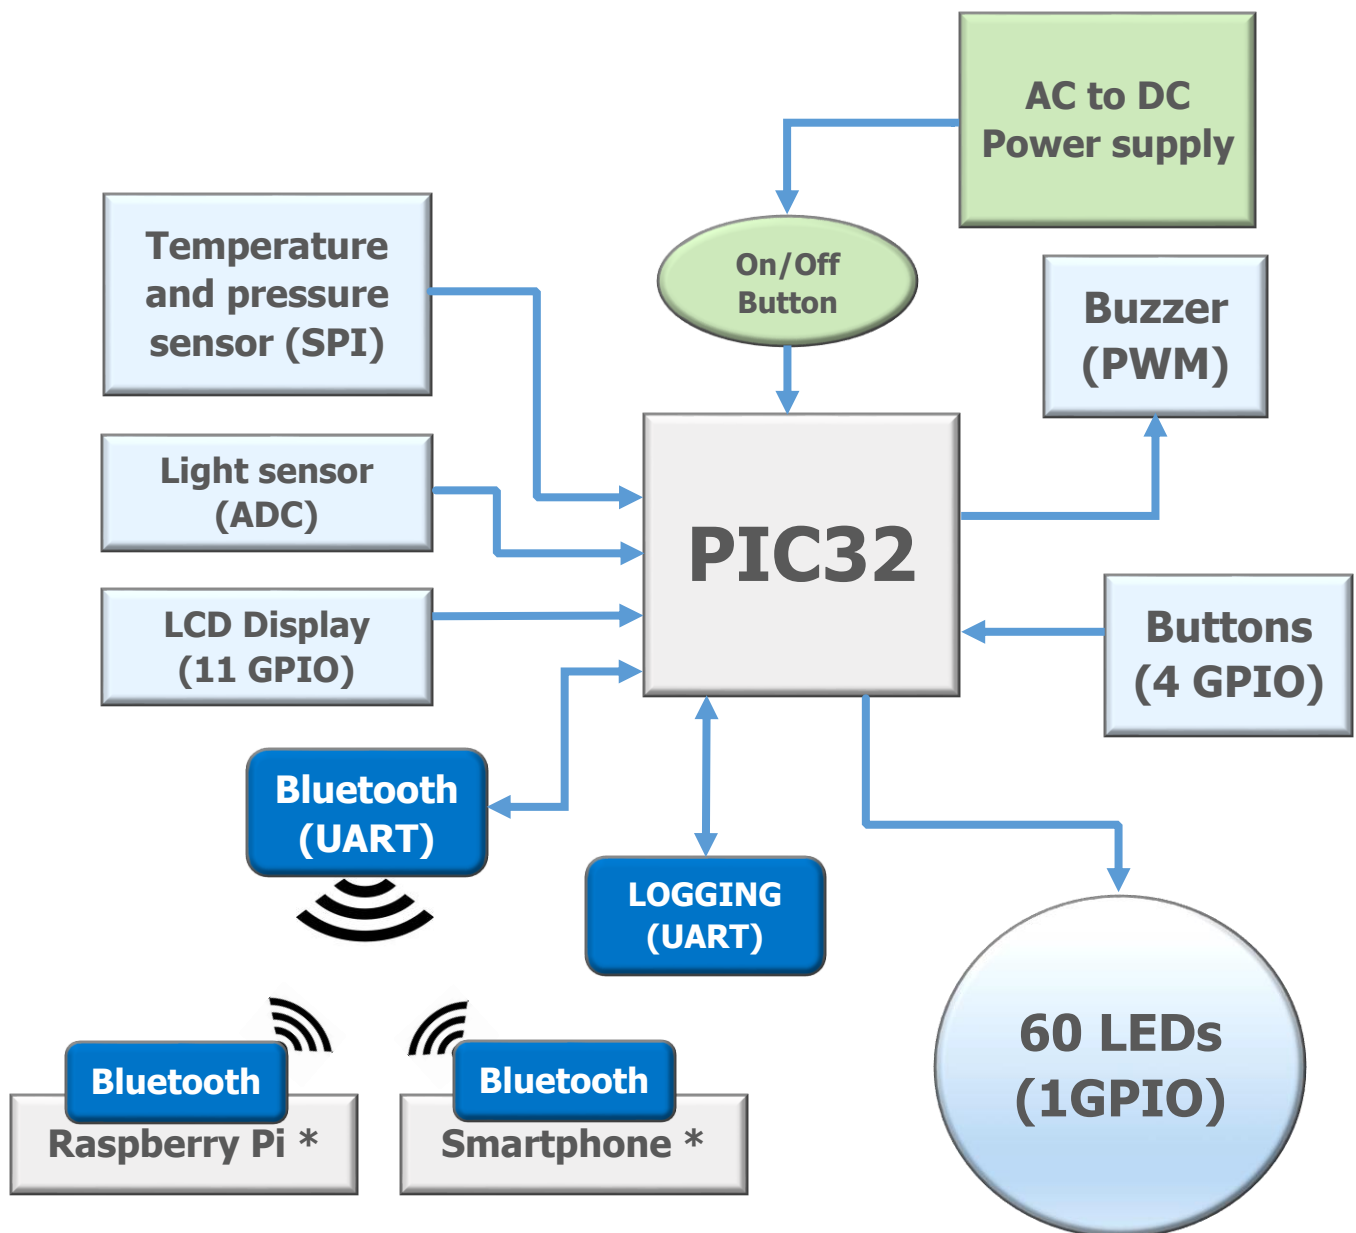 AC to DC
Power supply
Temperature
and pressure
sensor (SPI)
On/Off
Button
Buzzer
(PWM)
Light sensor
(ADC)
PIC32
LCD Display
(11 GPIO)
Buttons
(4 GPIO)
Bluetooth
(UART)
LOGGING
(UART)
60 LEDs
(1GPIO)
Bluetooth
Raspberry Pi *
Bluetooth
Smartphone *